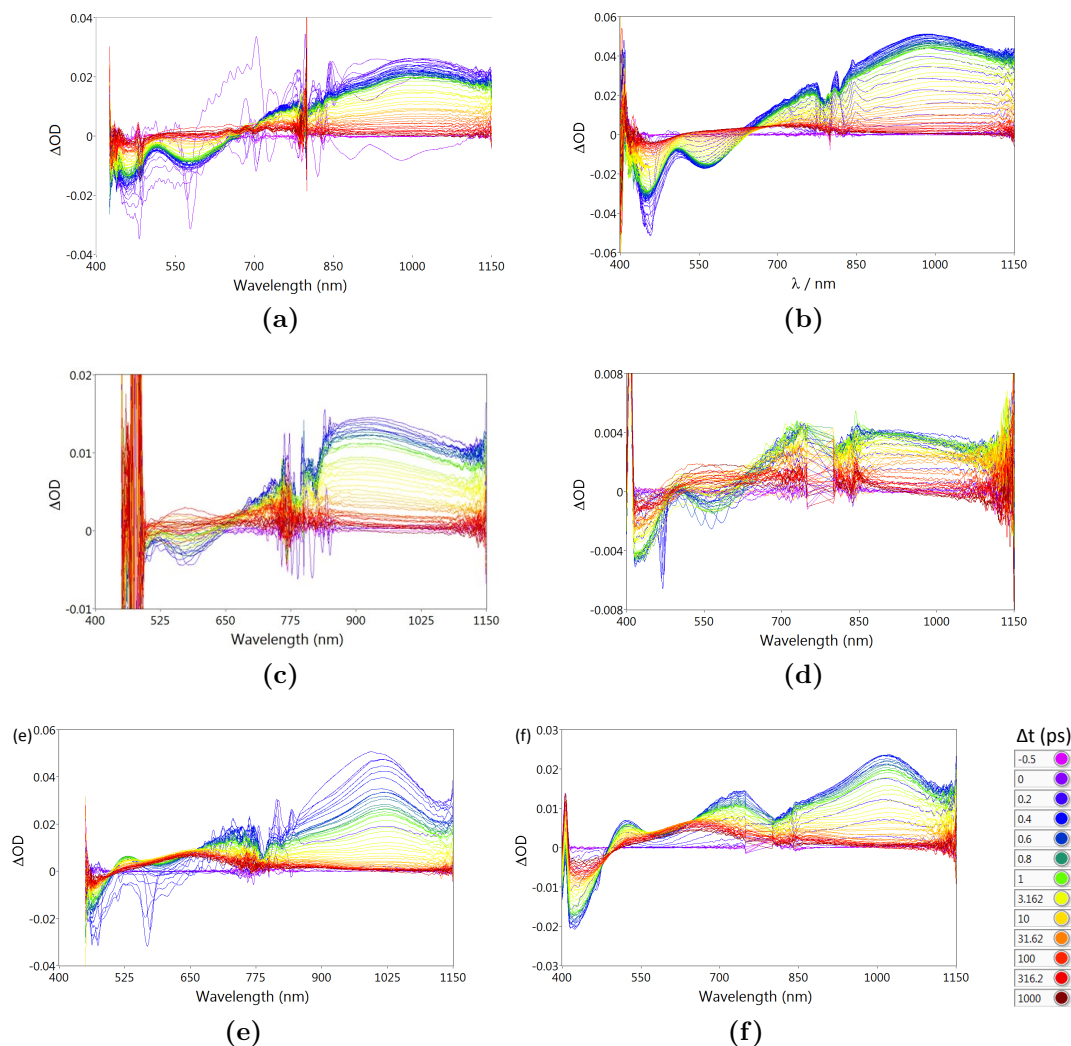 0.04
0.02
0
-0.02
-0.04
400 550 700 850 1000 1150
ΔOD
Wavelength (nm)
(a)
0.06
0.04
0.02
0
-0.02
-0.04
-0.06
400 550 700 850 1000 1150
ΔOD
λ / nm
(b)
0.02
0.01
0
-0.01
400 525 650 775 900 1025 1150
ΔOD
Wavelength (nm)
(c)
0.008
0.004
0
-0.004
-0.008
400 550 700 850 1000 1150
ΔOD
Wavelength (nm)
(d)
(e)
0.06
0.04
0.02
0
-0.02
-0.04
400 525 650 775 900 1025 1150
ΔOD
Wavelength (nm)
(e)
(f)
0.03
0.02
0.01
0
-0.01
-0.02
-0.03
400 550 700 850 1000 1150
ΔOD
Wavelength (nm)
(f)
Δt (ps)
-0.5
0
0.2
0.4
0.6
0.8
1
3.162
10
31.62
100
316.2
1000